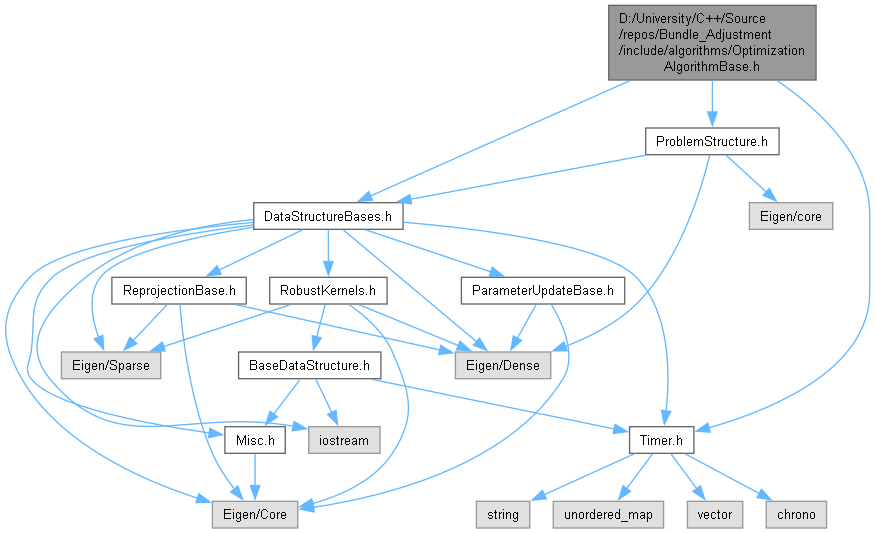 D:/University/C++/Source
/repos/Bundle_Adjustment
/include/algorithms/Optimization
AlgorithmBase.h
ProblemStructure.h
DataStructureBases.h
Eigen/core
ReprojectionBase.h
RobustKernels.h
ParameterUpdateBase.h
Eigen/Sparse
BaseDataStructure.h
Eigen/Dense
Misc.h
iostream
Timer.h
Eigen/Core
string
unordered_map
vector
chrono